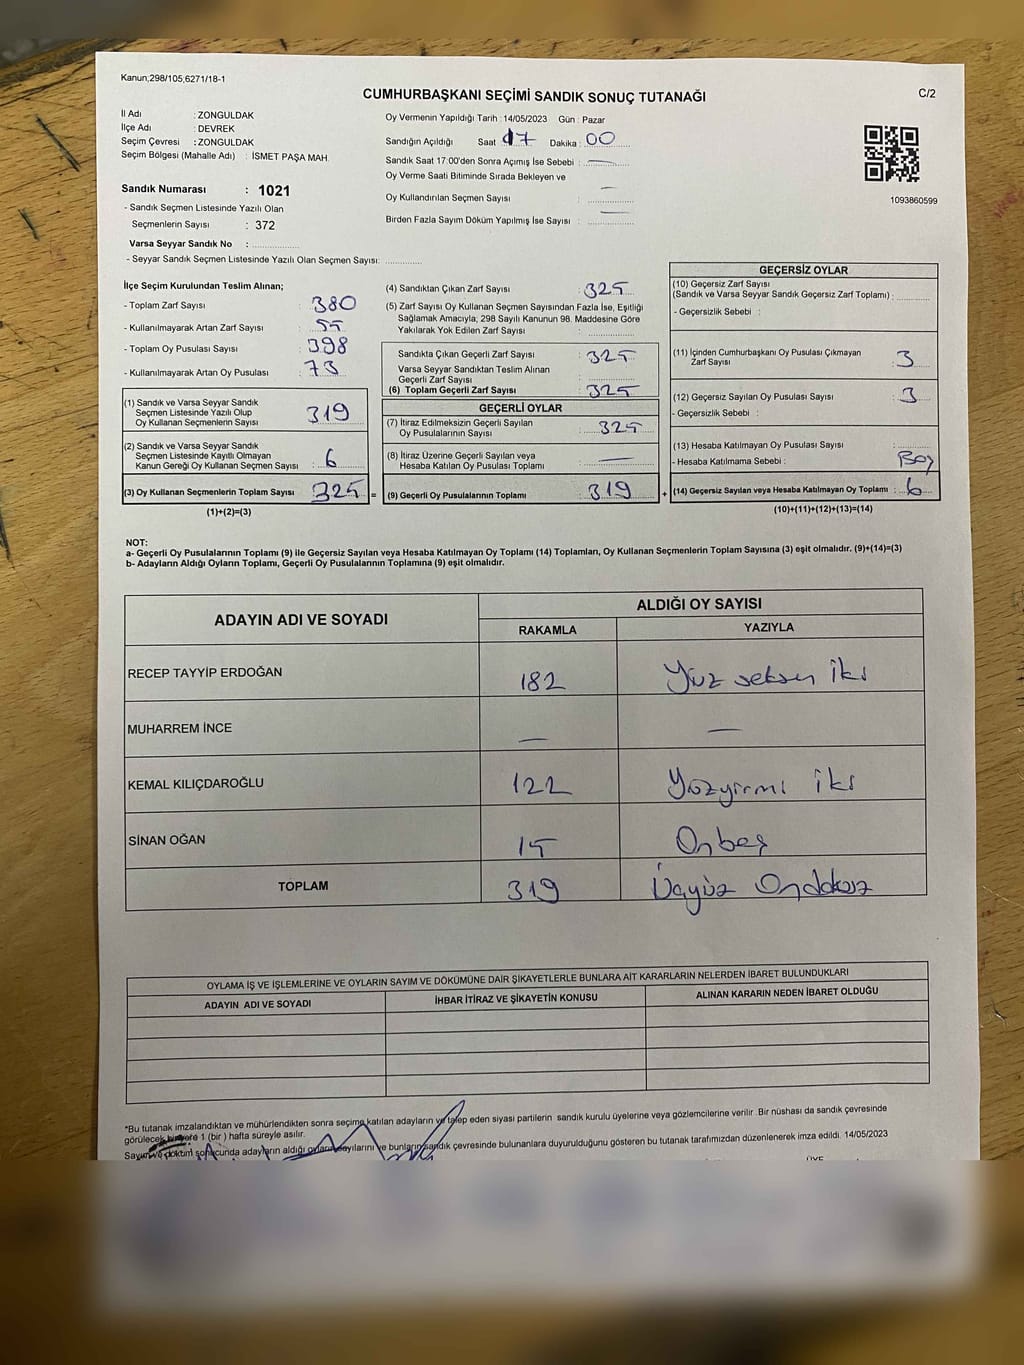 Kanun;298/105,6271/18-1
CUMHURBAŞKANI SEÇİMİ SANDIK SONUÇ TUTANAĞI
C/2
İl Adı : ZONGULDAK
İlçe Adı : DEVREK
Seçim Çevresi : ZONGULDAK
Seçim Bölgesi (Mahalle Adı) : İSMET PAŞA MAH.
Sandık Numarası : 1021
- Sandık Seçmen Listesinde Yazılı Olan
Seçmenlerin Sayısı : 372
Varsa Seyyar Sandık No :
- Seyyar Sandık Seçmen Listesinde Yazılı Olan Seçmen Sayısı:
Oy Vermenin Yapıldığı Tarih : 14/05/2023 Gün : Pazar
Sandığın Açıldığı Saat 17 Dakika : 00
Sandık Saat 17:00'den Sonra Açımış İse Sebebi : —
Oy Verme Saati Bitiminde Sırada Bekleyen ve
Oy Kullandırılan Seçmen Sayısı : —
Birden Fazla Sayım Döküm Yapılmış İse Sayısı : —
1093860599
İlçe Seçim Kurulundan Teslim Alınan;
- Toplam Zarf Sayısı : 380
- Kullanılmayarak Artan Zarf Sayısı : 55
- Toplam Oy Pusulası Sayısı : 398
- Kullanılmayarak Artan Oy Pusulası : 73
(1) Sandık ve Varsa Seyyar Sandık
Seçmen Listesinde Yazılı Olup
Oy Kullanan Seçmenlerin Sayısı : 319
(2) Sandık ve Varsa Seyyar Sandık
Seçmen Listesinde Kayıtlı Olmayan
Kanun Gereği Oy Kullanan Seçmen Sayısı : 6
(3) Oy Kullanan Seçmenlerin Toplam Sayısı : 325 =
(1)+(2)=(3)
(4) Sandıktan Çıkan Zarf Sayısı : 325
(5) Zarf Sayısı Oy Kullanan Seçmen Sayısından Fazla İse, Eşitliği
Sağlamak Amacıyla; 298 Sayılı Kanunun 98. Maddesine Göre
Yakılarak Yok Edilen Zarf Sayısı :
Sandıkta Çıkan Geçerli Zarf Sayısı : 325
Varsa Seyyar Sandıktan Teslim Alınan
Geçerli Zarf Sayısı :
(6) Toplam Geçerli Zarf Sayısı : 325
GEÇERLİ OYLAR
(7) İtiraz Edilmeksizin Geçerli Sayılan
Oy Pusulalarının Sayısı : 325
(8) İtiraz Üzerine Geçerli Sayılan veya
Hesaba Katılan Oy Pusulası Toplamı : —
(9) Geçerli Oy Pusulalarının Toplamı : 319 +
GEÇERSİZ OYLAR
(10) Geçersiz Zarf Sayısı
(Sandık ve Varsa Seyyar Sandık Geçersiz Zarf Toplamı) :
- Geçersizlik Sebebi :
(11) İçinden Cumhurbaşkanı Oy Pusulası Çıkmayan
Zarf Sayısı : 3
(12) Geçersiz Sayılan Oy Pusulası Sayısı : 3
- Geçersizlik Sebebi :
(13) Hesaba Katılmayan Oy Pusulası Sayısı :
- Hesaba Katılmama Sebebi : Boş
(14) Geçersiz Sayılan veya Hesaba Katılmayan Oy Toplamı : 6
(10)+(11)+(12)+(13)=(14)
NOT:
a- Geçerli Oy Pusulalarının Toplamı (9) ile Geçersiz Sayılan veya Hesaba Katılmayan Oy Toplamı (14) Toplamları, Oy Kullanan Seçmenlerin Toplam Sayısına (3) eşit olmalıdır. (9)+(14)=(3)
b- Adayların Aldığı Oyların Toplamı, Geçerli Oy Pusulalarının Toplamına (9) eşit olmalıdır.
ADAYIN ADI VE SOYADI
ALDIĞI OY SAYISI
RAKAMLA YAZIYLA
RECEP TAYYİP ERDOĞAN 182 Yüz seksen iki
MUHARREM İNCE — —
KEMAL KILIÇDAROĞLU 122 Yüzyirmi iki
SİNAN OĞAN 15 Onbeş
TOPLAM 319 Üçyüz Ondokuz
OYLAMA İŞ VE İŞLEMLERİNE VE OYLARIN SAYIM VE DÖKÜMÜNE DAİR ŞİKAYETLERLE BUNLARA AİT KARARLARIN NELERDEN İBARET BULUNDUKLARI
ADAYIN ADI VE SOYADI İHBAR İTİRAZ VE ŞİKAYETİN KONUSU ALINAN KARARIN NEDEN İBARET OLDUĞU
*Bu tutanak imzalandıktan ve mühürlendikten sonra seçime katılan adayların ve talep eden siyasi partilerin sandık kurulu üyelerine veya gözlemcilerine verilir. Bir nüshası da sandık çevresinde
görülecek bir yere 1 (bir ) hafta süreyle asılır.
Sayım ve döküm sonucunda adayların aldığı oyların sayılarını ve bunların sandık çevresinde bulunanlara duyurulduğunu gösteren bu tutanak tarafımızdan düzenlenerek imza edildi. 14/05/2023
ÜYE